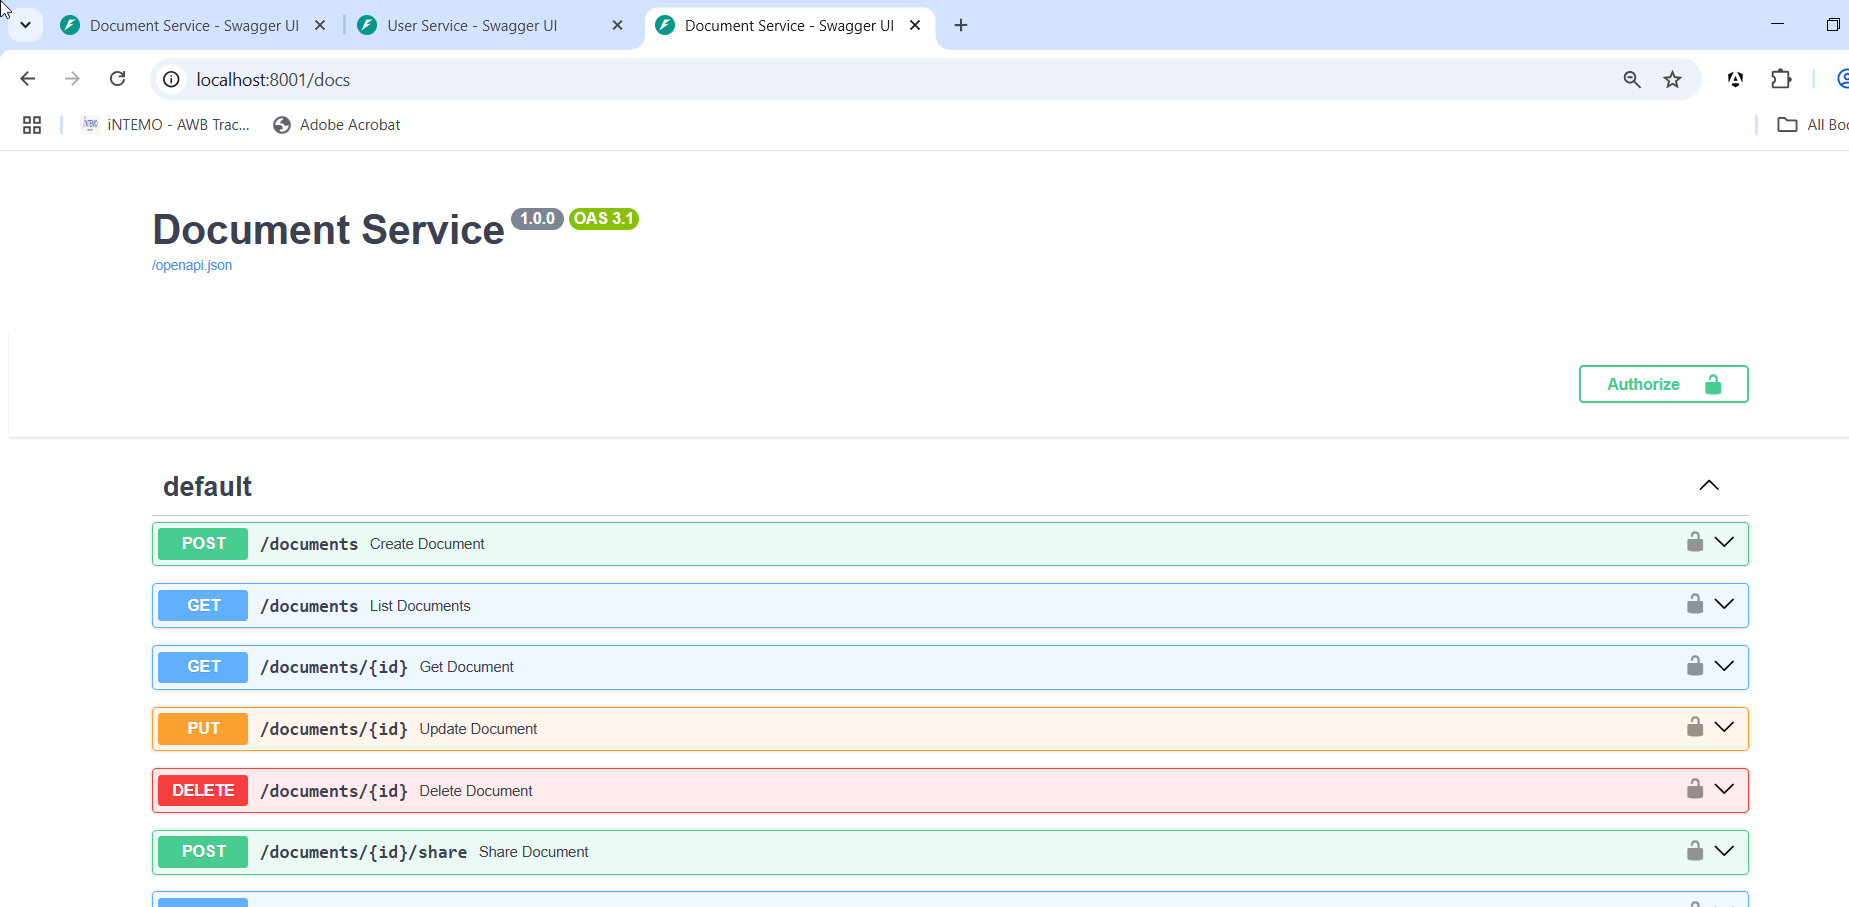 Document Service - Swagger UI
User Service - Swagger UI
Document Service - Swagger UI
localhost:8001/docs
iNTEMO - AWB Trac...
Adobe Acrobat
All Boo
Document Service 1.0.0 OAS 3.1
/openapi.json
Authorize
default
POST /documents Create Document
GET /documents List Documents
GET /documents/{id} Get Document
PUT /documents/{id} Update Document
DELETE /documents/{id} Delete Document
POST /documents/{id}/share Share Document